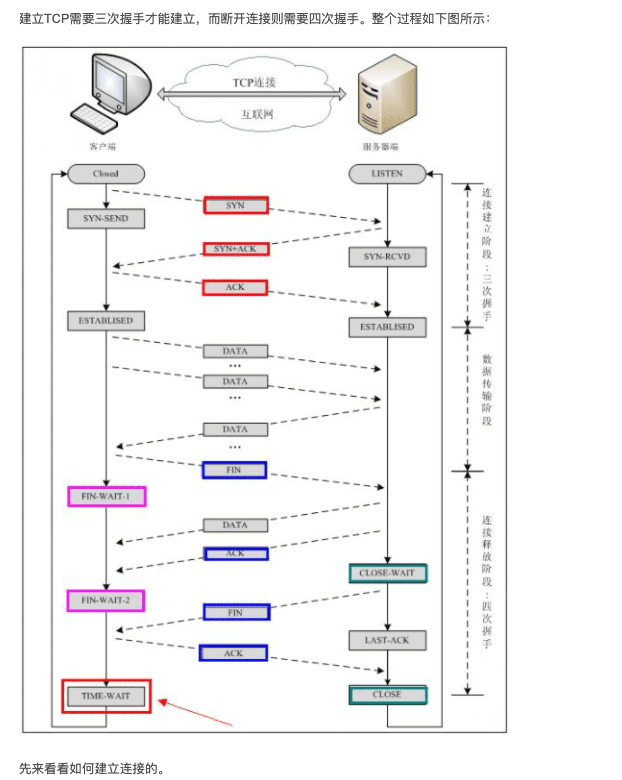 建立TCP需要三次握手才能建立，而断开连接则需要四次握手。整个过程如下图所示：
TCP连接
互联网
客户端
服务器端
Closed
LISTEN
SYN
SYN-SEND
SYN+ACK
SYN-RCVD
ACK
ESTABLISED
ESTABLISED
连接建立阶段：三次握手
DATA
...
DATA
...
DATA
...
数据传输阶段
FIN
FIN-WAIT-1
DATA
ACK
CLOSE-WAIT
FIN-WAIT-2
FIN
LAST-ACK
ACK
TIME-WAIT
CLOSE
连接释放阶段：四次握手
先来看看如何建立连接的。